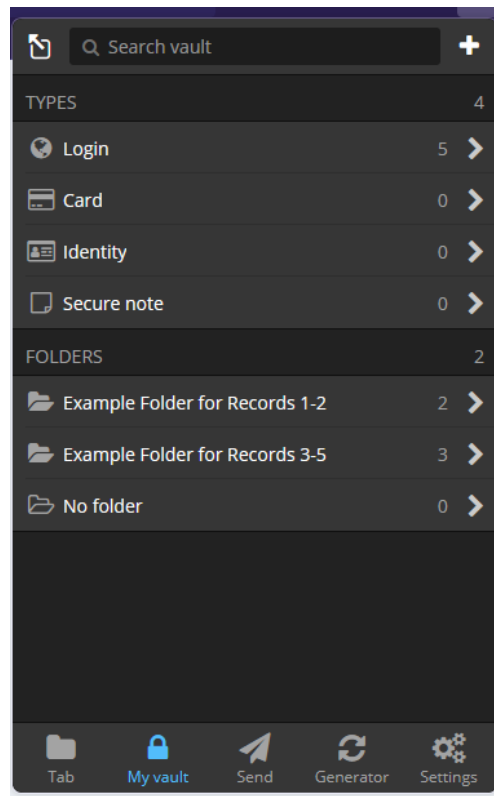 Search vault
TYPES 4
Login 5
Card 0
Identity 0
Secure note 0
FOLDERS 2
Example Folder for Records 1-2 2
Example Folder for Records 3-5 3
No folder 0
Tab My vault Send Generator Settings